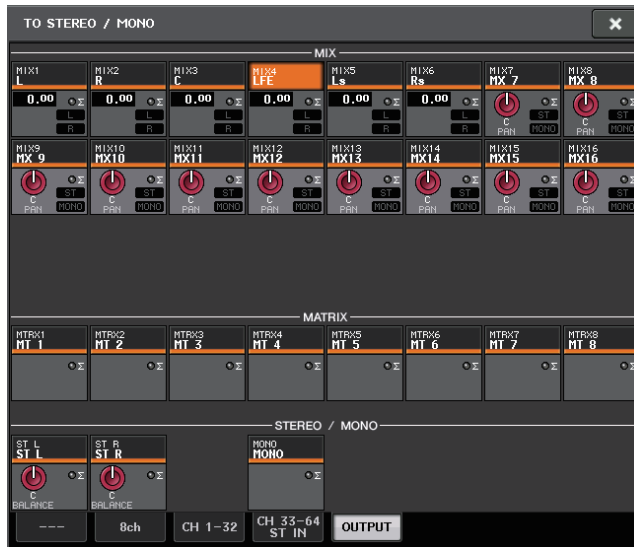 TO STEREO / MONO
MIX
MIX1 MIX2 MIX3 MIX4 MIX5 MIX6 MIX7 MIX8
L R C LFE Ls Rs MX 7 MX 8
0.00 Σ 0.00 Σ 0.00 Σ Σ 0.00 Σ 0.00 Σ Σ Σ
L L L L L ST ST
C C
R R R R R PAN MONO PAN MONO
MIX9 MIX10 MIX11 MIX12 MIX13 MIX14 MIX15 MIX16
MX 9 MX10 MX11 MX12 MX13 MX14 MX15 MX16
Σ Σ Σ Σ Σ Σ Σ Σ
ST ST ST ST ST ST ST ST
C C C C C C C C
PAN MONO PAN MONO PAN MONO PAN MONO PAN MONO PAN MONO PAN MONO PAN MONO
MATRIX
MTRX1 MTRX2 MTRX3 MTRX4 MTRX5 MTRX6 MTRX7 MTRX8
MT 1 MT 2 MT 3 MT 4 MT 5 MT 6 MT 7 MT 8
Σ Σ Σ Σ Σ Σ Σ Σ
STEREO / MONO
ST L ST R MONO
ST L ST R MONO
Σ Σ Σ
C C
BALANCE BALANCE
--- 8ch CH 1-32 CH 33-64 OUTPUT
ST IN